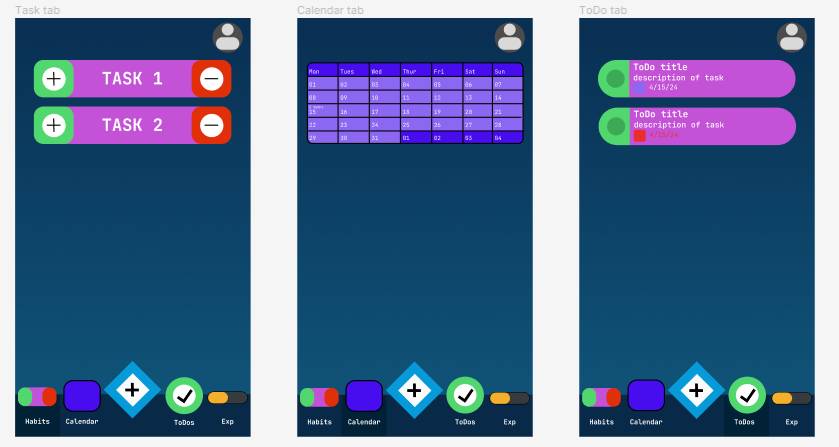 Task tab
TASK 1
TASK 2
Habits
Calendar
ToDos
Exp
Calendar tab
Mon Tues Wed Thur Fri Sat Sun
01 02 03 04 05 06 07
08 09 10 11 12 13 14
15 16 17 18 19 20 21
22 23 24 25 26 27 28
29 30 31 01 02 03 04
Habits
Calendar
ToDos
Exp
ToDo tab
ToDo title
description of task
4/15/24
ToDo title
description of task
4/15/24
Habits
Calendar
ToDos
Exp